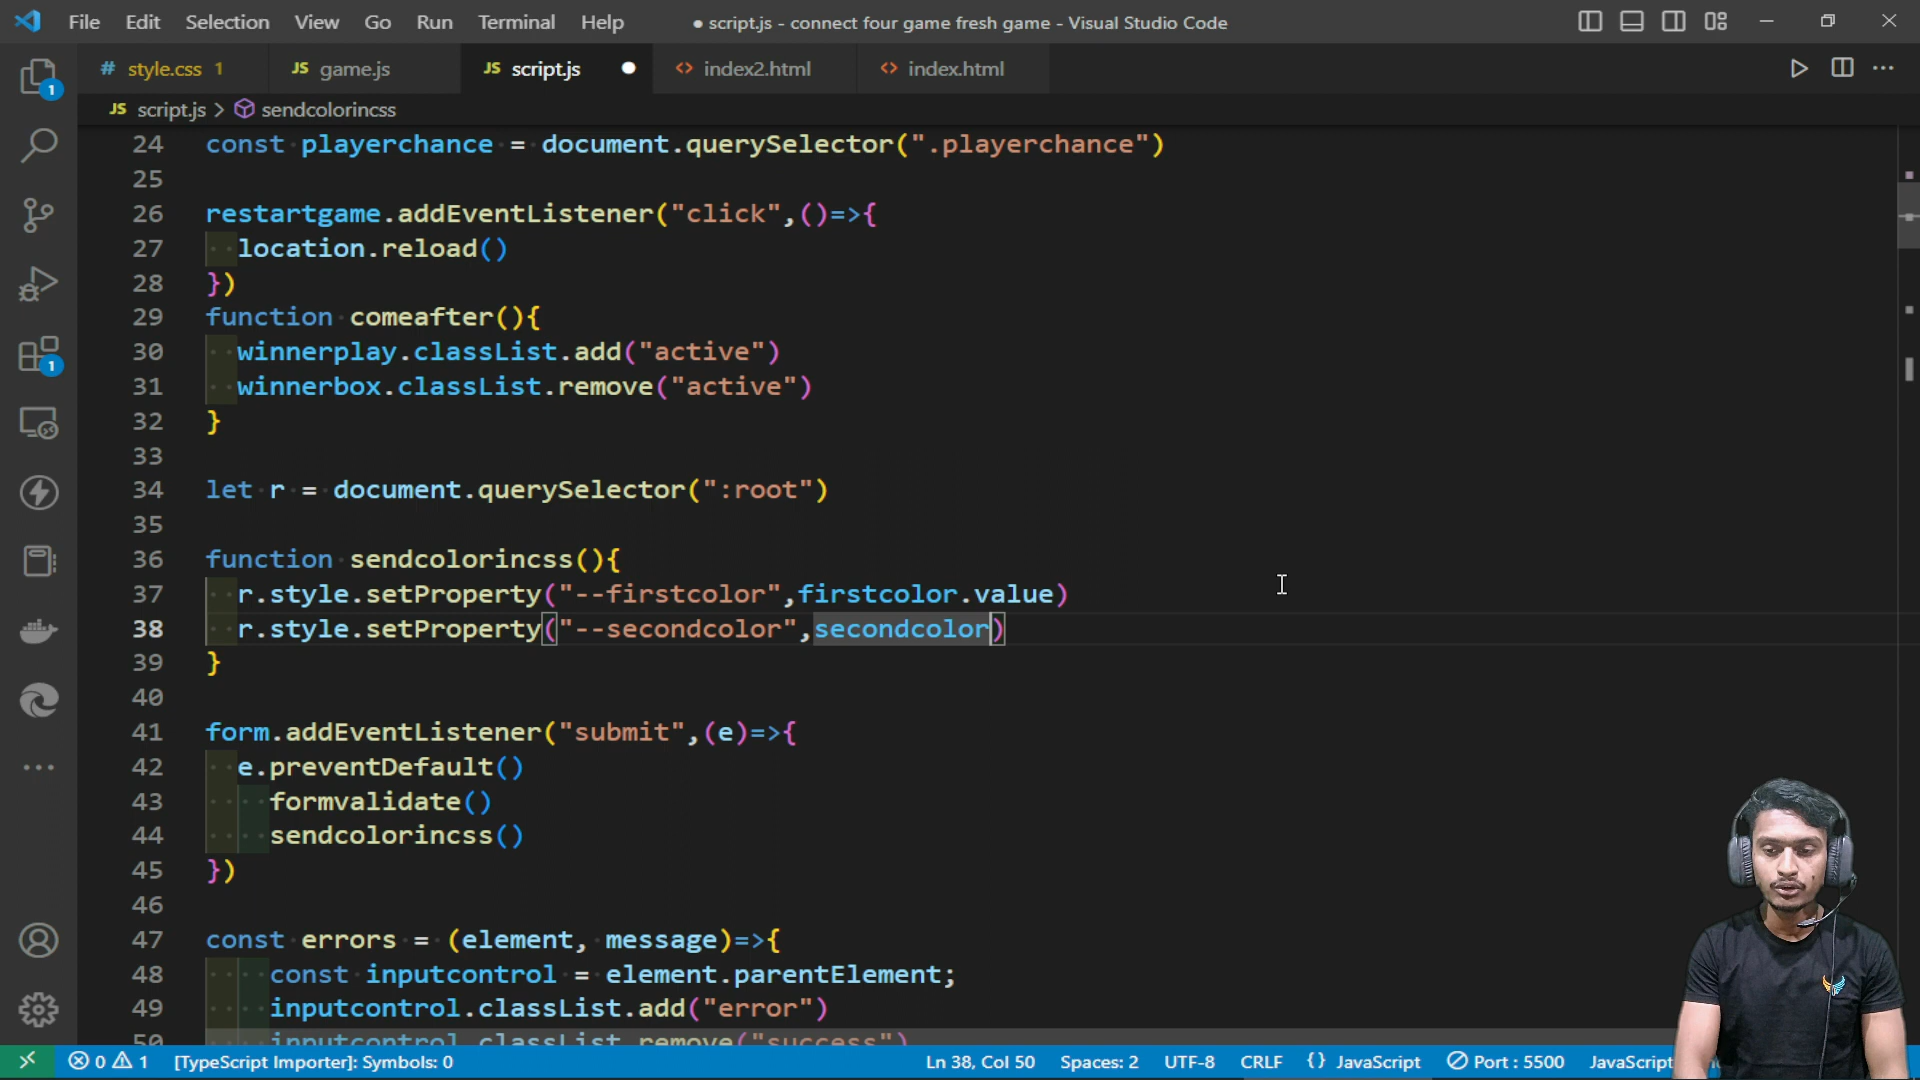 File Edit Selection View Go Run Terminal Help
● script.js - connect four game fresh game - Visual Studio Code
# style.css 1
JS game.js
JS script.js ●
<> index2.html
<> index.html
JS script.js > sendcolorincss
24 const playerchance = document.querySelector(".playerchance")
25
26 restartgame.addEventListener("click",()=>{
27 location.reload()
28 })
29 function comeafter(){
30 winnerplay.classList.add("active")
31 winnerbox.classList.remove("active")
32 }
33
34 let r = document.querySelector(":root")
35
36 function sendcolorincss(){
37 r.style.setProperty("--firstcolor",firstcolor.value)
38 r.style.setProperty("--secondcolor",secondcolor)
39 }
40
41 form.addEventListener("submit",(e)=>{
42 e.preventDefault()
43 formvalidate()
44 sendcolorincss()
45 })
46
47 const errors = (element, message)=>{
48 const inputcontrol = element.parentElement;
49 inputcontrol.classList.add("error")
50 inputcontrol.classList.remove("success")
1
1
0 1 [TypeScript Importer]: Symbols: 0
Ln 38, Col 50 Spaces: 2 UTF-8 CRLF {} JavaScript Port : 5500 JavaScript